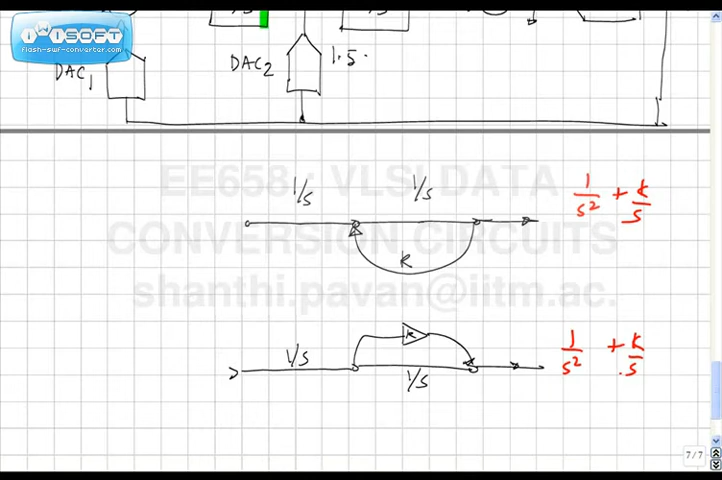 iWiSOFT
flash-swf-converter.com
DAC1
DAC2
1.5.
EE658 : VLSI DATA
CONVERSION CIRCUITS
shanthi.pavan@iitm.ac.
1/s 1/s 1/s² + k/s
k
k
1/s 1/s² + k/s
1/s
7 / 7